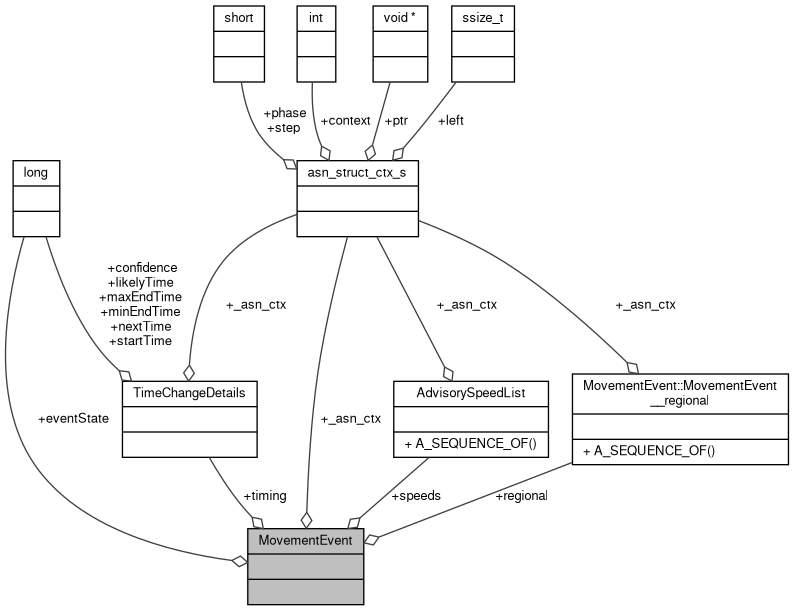 short
int
void *
ssize_t
+phase
+step
+context
+ptr
+left
long
asn_struct_ctx_s
+confidence
+likelyTime
+maxEndTime
+minEndTime
+nextTime
+startTime
+_asn_ctx
+_asn_ctx
+_asn_ctx
TimeChangeDetails
AdvisorySpeedList
+ A_SEQUENCE_OF()
MovementEvent::MovementEvent
__regional
+ A_SEQUENCE_OF()
+eventState
+_asn_ctx
+timing
+speeds
+regional
MovementEvent